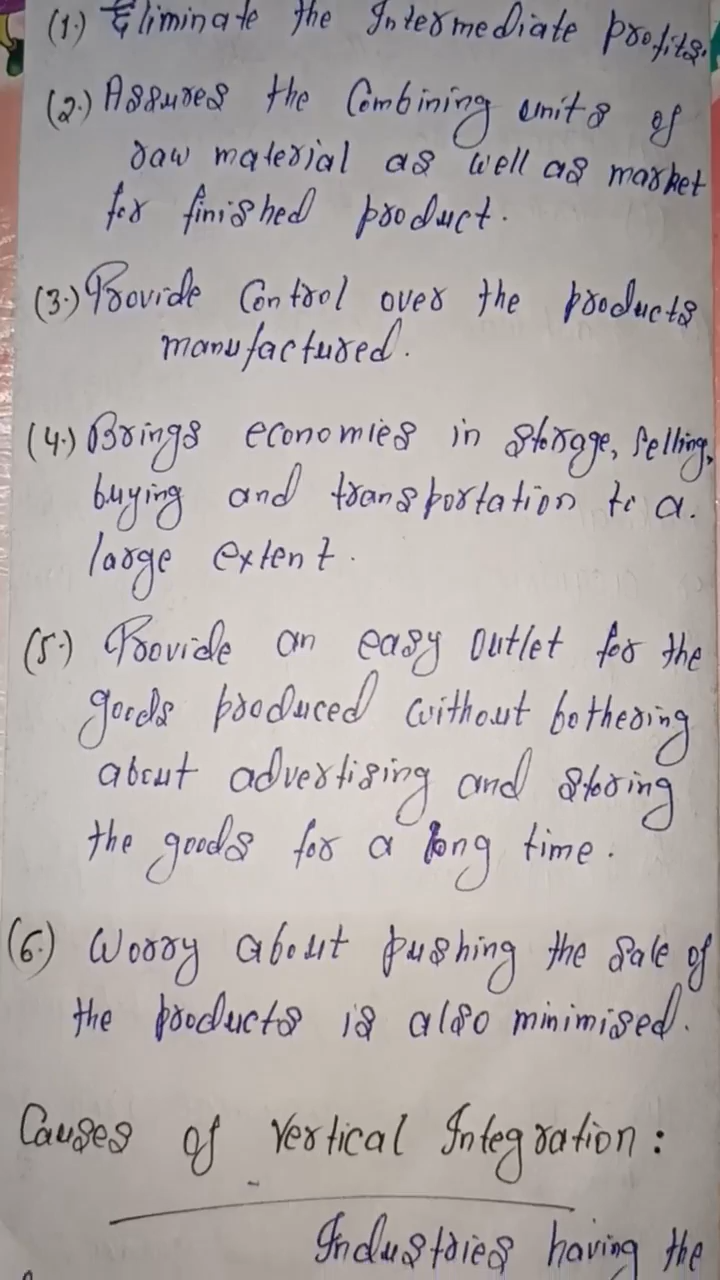 (1.) Eliminate the Intermediate profits.
(2.) Assures the Combining units of
raw material as well as market
for finished product.
(3.) Provide Control over the products
manufactured.
(4.) Brings economies in storage, Selling,
buying and transportation to a.
large extent.
(5.) Provide an easy outlet for the
goods produced without bothering
about advertising and storing
the goods for a long time.
(6.) Worry about pushing the sale of
the products is also minimised.
Causes of Vertical Integration:
Industries having the